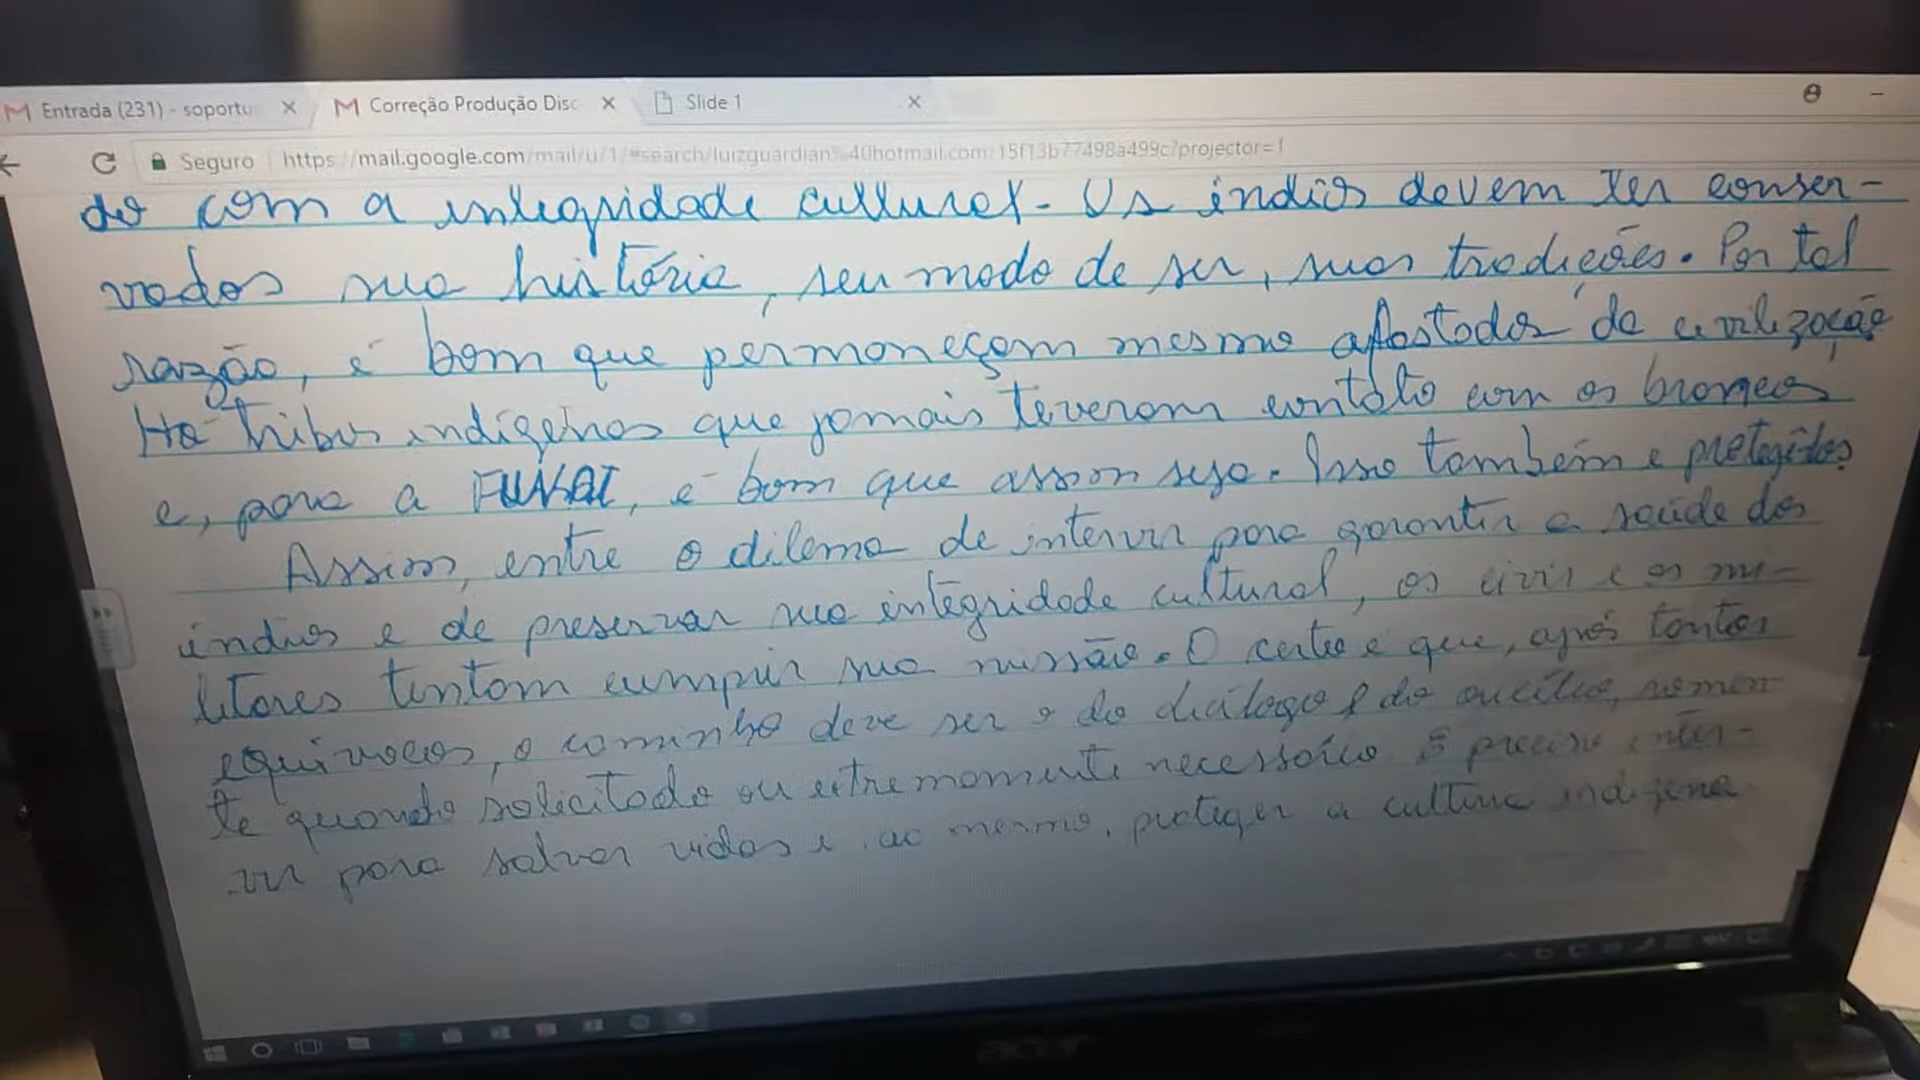 Entrada (231) - soportu
Correção Produção Disc
Slide 1
Seguro
https://mail.google.com/mail/u/1/#search/luizguardian%40hotmail.com/15f13b77498a499c?projector=1
do com a integridade cultural. Os índios devem ter conser-
vados sua história, seu modo de ser, suas tradições. Por tal
razão, é bom que permaneçam mesmo afastados da civilização
Há tribos indígenas que jamais tiveram contato com os brancos
e, para a FUNAI, é bom que assim seja. Isso também é
Assim, entre o dilema de intervir para garantir a saúde dos
índios e de preservar sua integridade cultural, os civis e os mi-
litares tentam cumprir sua missão. O certo é que, após tantos
equívocos, o caminho deve ser o do diálogo e do auxílio, somen
te quando solicitado ou extremamente necessário É preciso inter-
vir para salvar vidas e, ao mesmo, proteger a cultura indígena.
acer